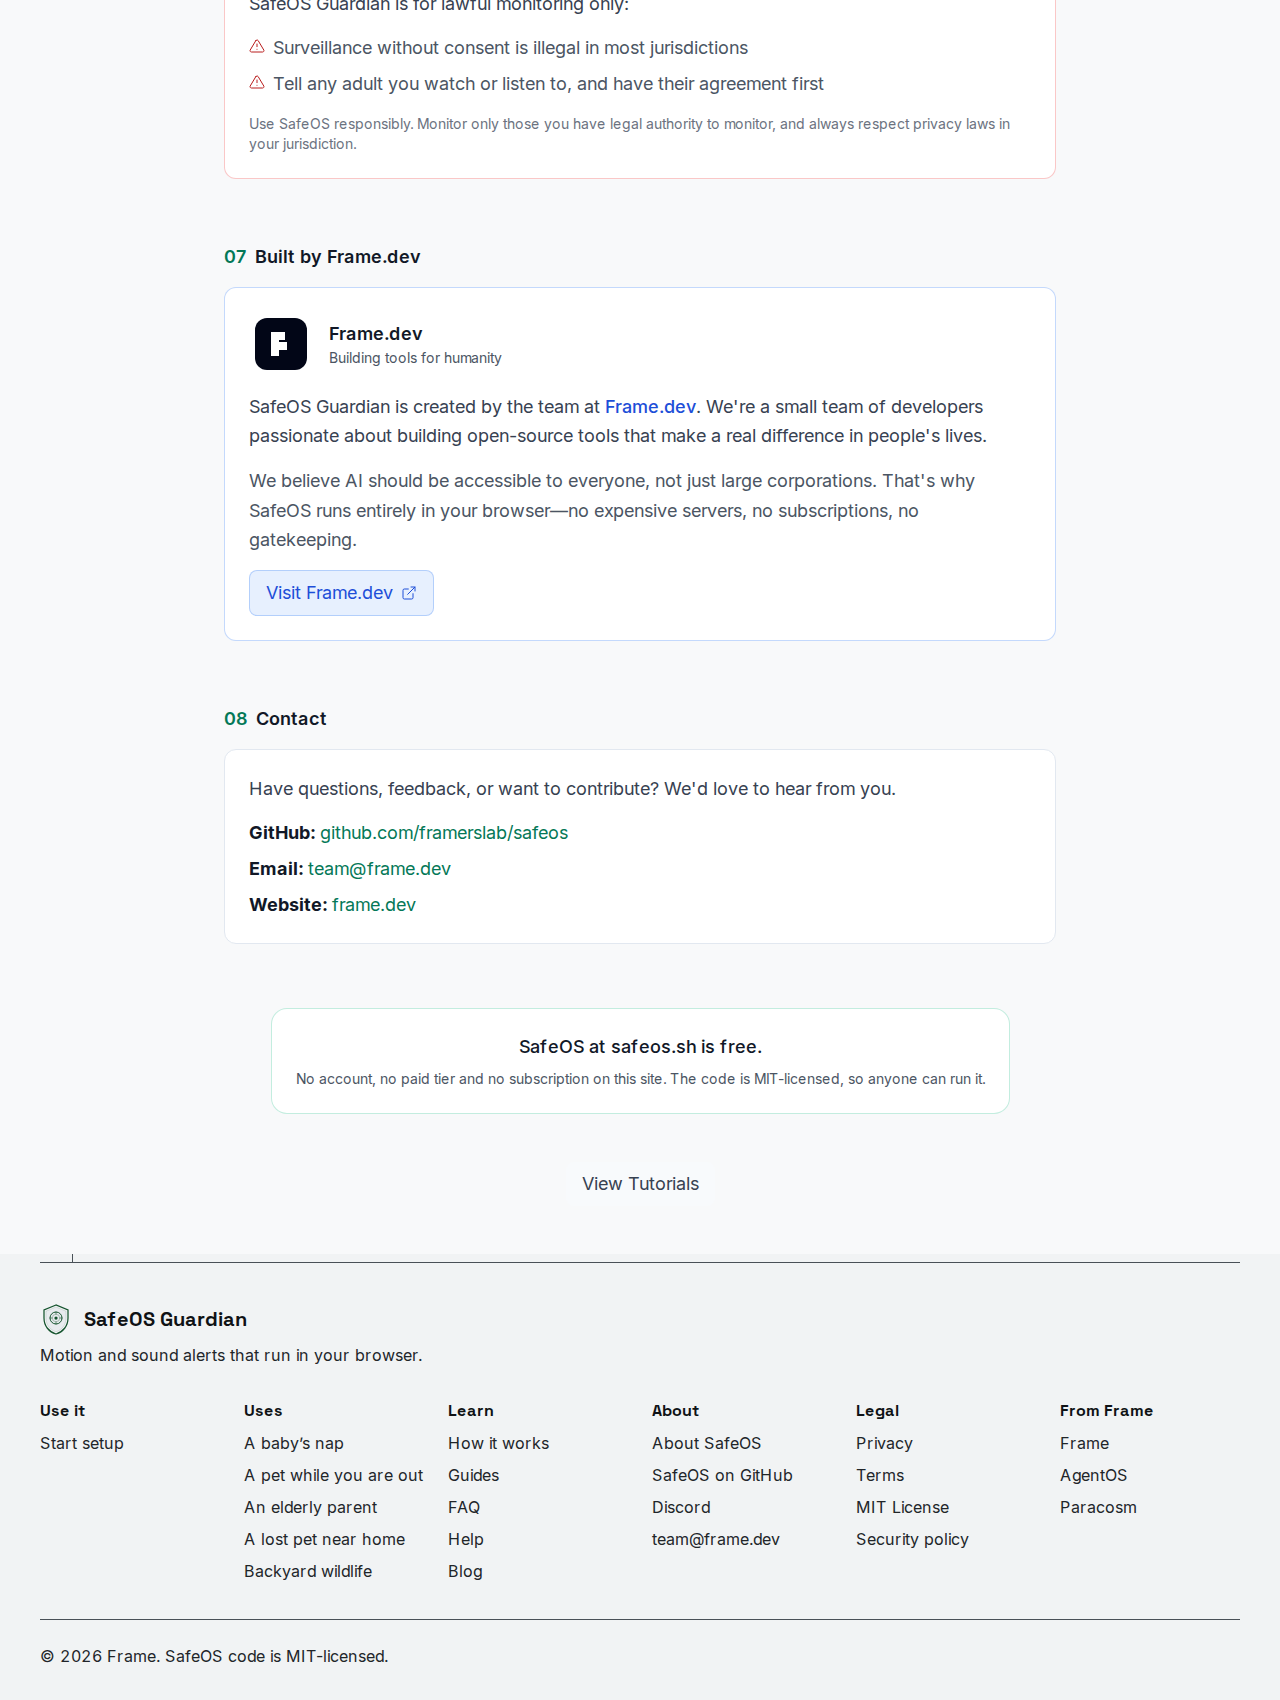 SafeOS Guardian is for lawful monitoring only:
Surveillance without consent is illegal in most jurisdictions
Tell any adult you watch or listen to, and have their agreement first
Use SafeOS responsibly. Monitor only those you have legal authority to monitor, and always respect privacy laws in
your jurisdiction.
07 Built by Frame.dev
Frame.dev
Building tools for humanity
SafeOS Guardian is created by the team at Frame.dev. We're a small team of developers
passionate about building open-source tools that make a real difference in people's lives.
We believe AI should be accessible to everyone, not just large corporations. That's why
SafeOS runs entirely in your browser—no expensive servers, no subscriptions, no
gatekeeping.
Visit Frame.dev
08 Contact
Have questions, feedback, or want to contribute? We'd love to hear from you.
GitHub: github.com/framerslab/safeos
Email: team@frame.dev
Website: frame.dev
SafeOS at safeos.sh is free.
No account, no paid tier and no subscription on this site. The code is MIT-licensed, so anyone can run it.
View Tutorials
SafeOS Guardian
Motion and sound alerts that run in your browser.
Use it
Start setup
Uses
A baby's nap
A pet while you are out
An elderly parent
A lost pet near home
Backyard wildlife
Learn
How it works
Guides
FAQ
Help
Blog
About
About SafeOS
SafeOS on GitHub
Discord
team@frame.dev
Legal
Privacy
Terms
MIT License
Security policy
From Frame
Frame
AgentOS
Paracosm
© 2026 Frame. SafeOS code is MIT-licensed.